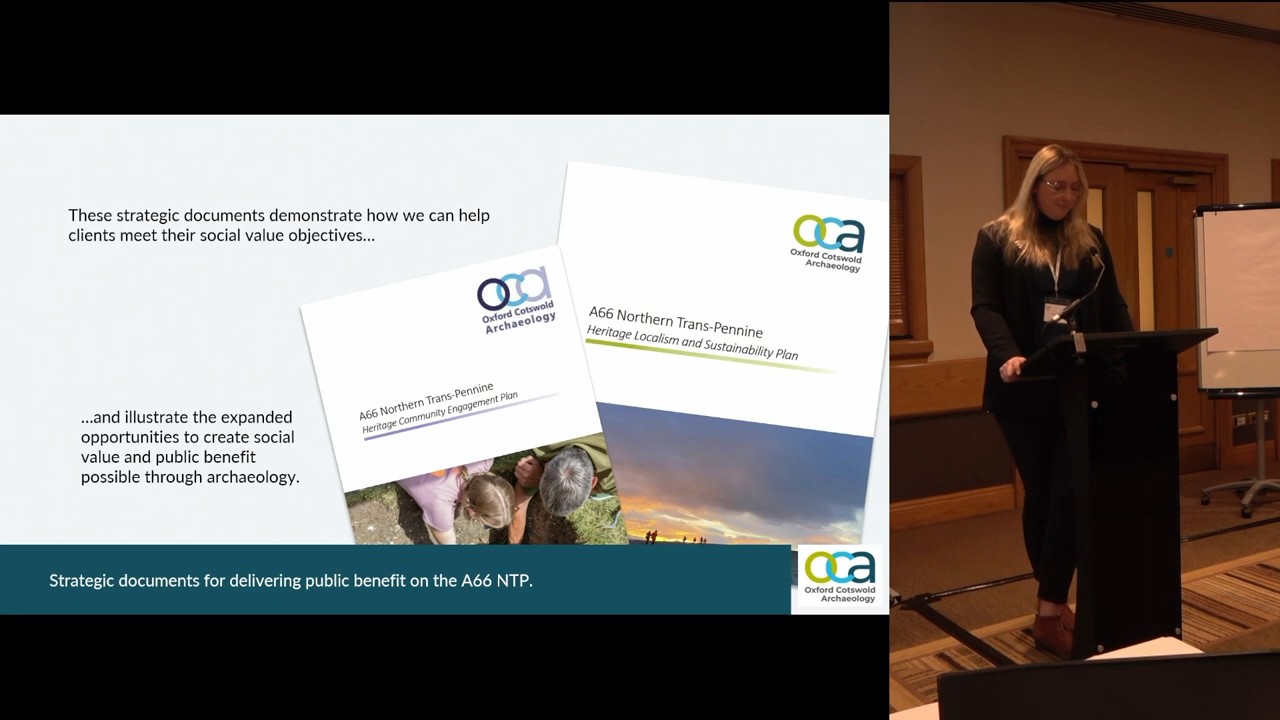 These strategic documents demonstrate how we can help
clients meet their social value objectives...
oca
Oxford Cotswold
Archaeology
A66 Northern Trans-Pennine
Heritage Localism and Sustainability Plan
oca
Oxford Cotswold
Archaeology
A66 Northern Trans-Pennine
Heritage Community Engagement Plan
...and illustrate the expanded
opportunities to create social
value and public benefit
possible through archaeology.
Strategic documents for delivering public benefit on the A66 NTP.
oca
Oxford Cotswold
Archaeology